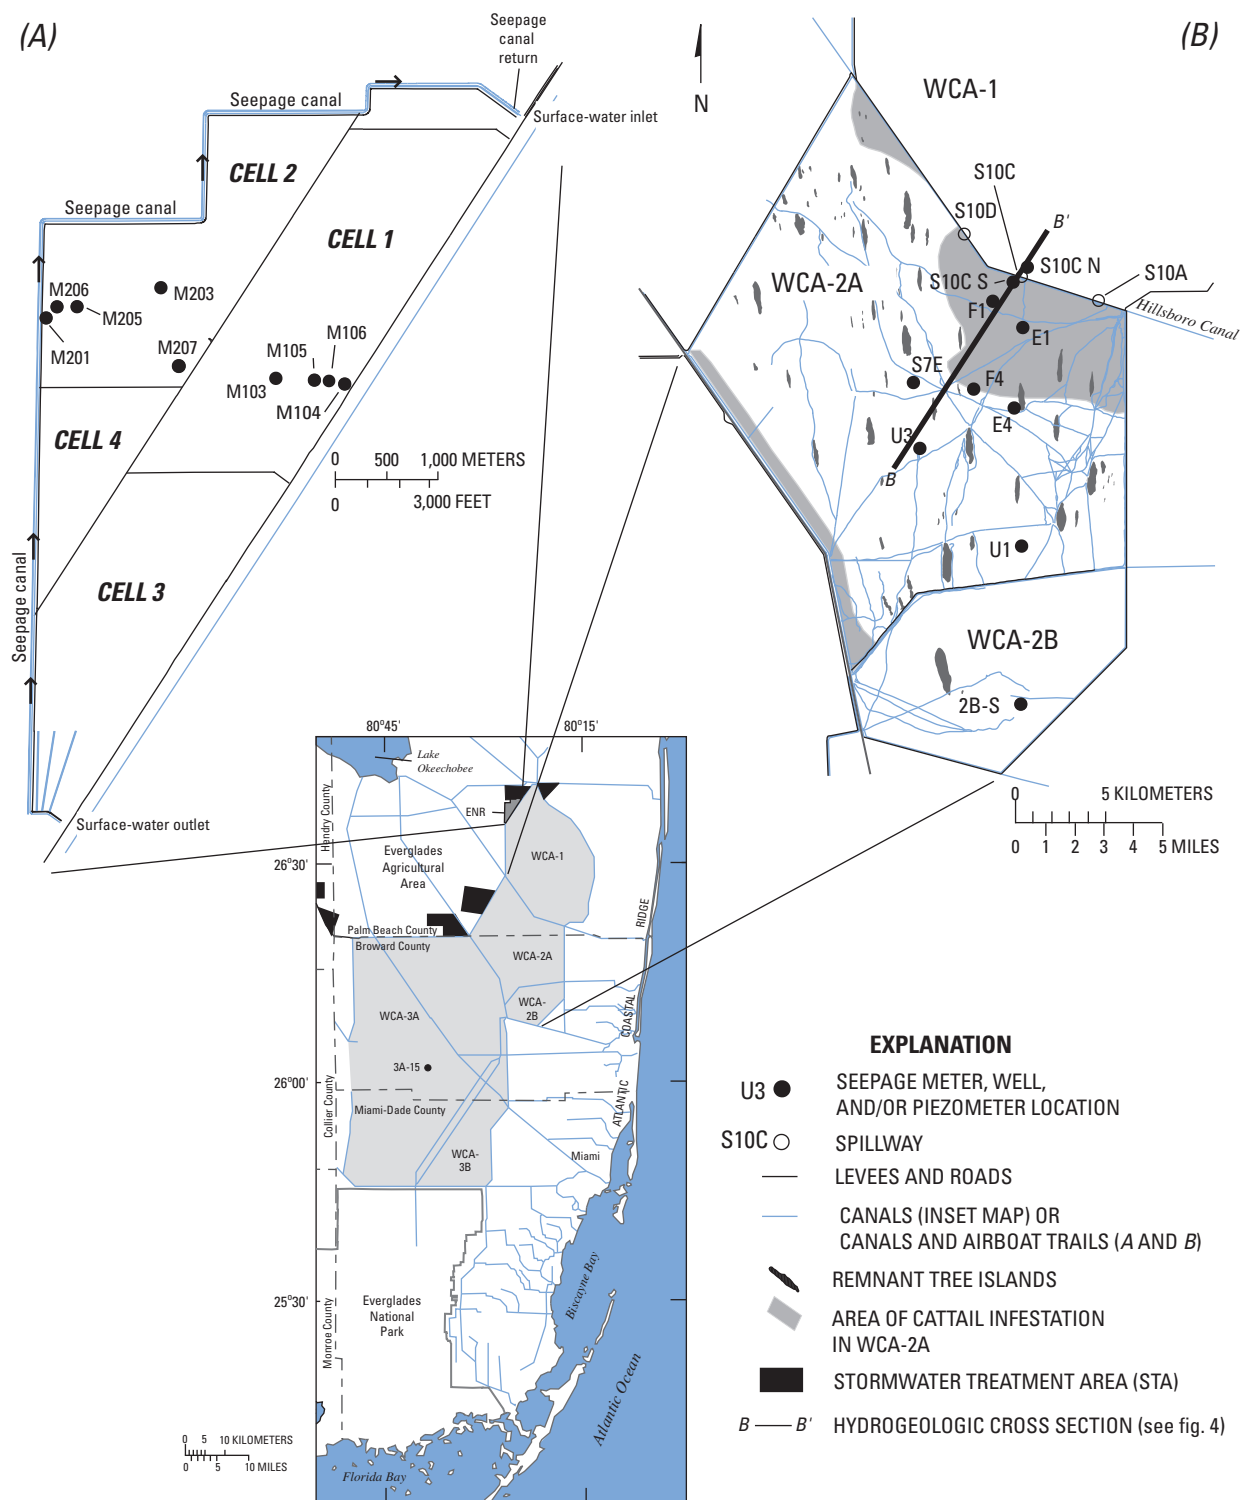 (A)
Seepage
canal
return
Surface-water inlet
Seepage canal
CELL 2
Seepage canal
CELL 1
M206
M203
M205
M201
M207
M105
M106
M103
M104
CELL 4
0 500 1,000 METERS
0 3,000 FEET
CELL 3
Seepage canal
Surface-water outlet
(B)
N
WCA-1
S10C
S10D
B'
S10C N
S10A
S10C S
Hillsboro Canal
WCA-2A
F1
E1
S7E
F4
E4
U3
B
U1
WCA-2B
2B-S
0 5 KILOMETERS
0 1 2 3 4 5 MILES
80°45' 80°15'
Lake
Okeechobee
Hendry County
ENR
Everglades
Agricultural
Area
WCA-1
26°30'
RIDGE
Palm Beach County
Broward County
WCA-2A
WCA-
2B
WCA-3A
COASTAL
3A-15
26°00'
Collier County
Miami-Dade County
ATLANTIC
WCA-
3B
Miami
Biscayne Bay
25°30'
Everglades
National
Park
Monroe County
Atlantic Ocean
0 5 10 KILOMETERS
0 5 10 MILES
Florida Bay
EXPLANATION
U3 SEEPAGE METER, WELL,
AND/OR PIEZOMETER LOCATION
S10C SPILLWAY
LEVEES AND ROADS
CANALS (INSET MAP) OR
CANALS AND AIRBOAT TRAILS (A AND B)
REMNANT TREE ISLANDS
AREA OF CATTAIL INFESTATION
IN WCA-2A
STORMWATER TREATMENT AREA (STA)
B B' HYDROGEOLOGIC CROSS SECTION (see fig. 4)